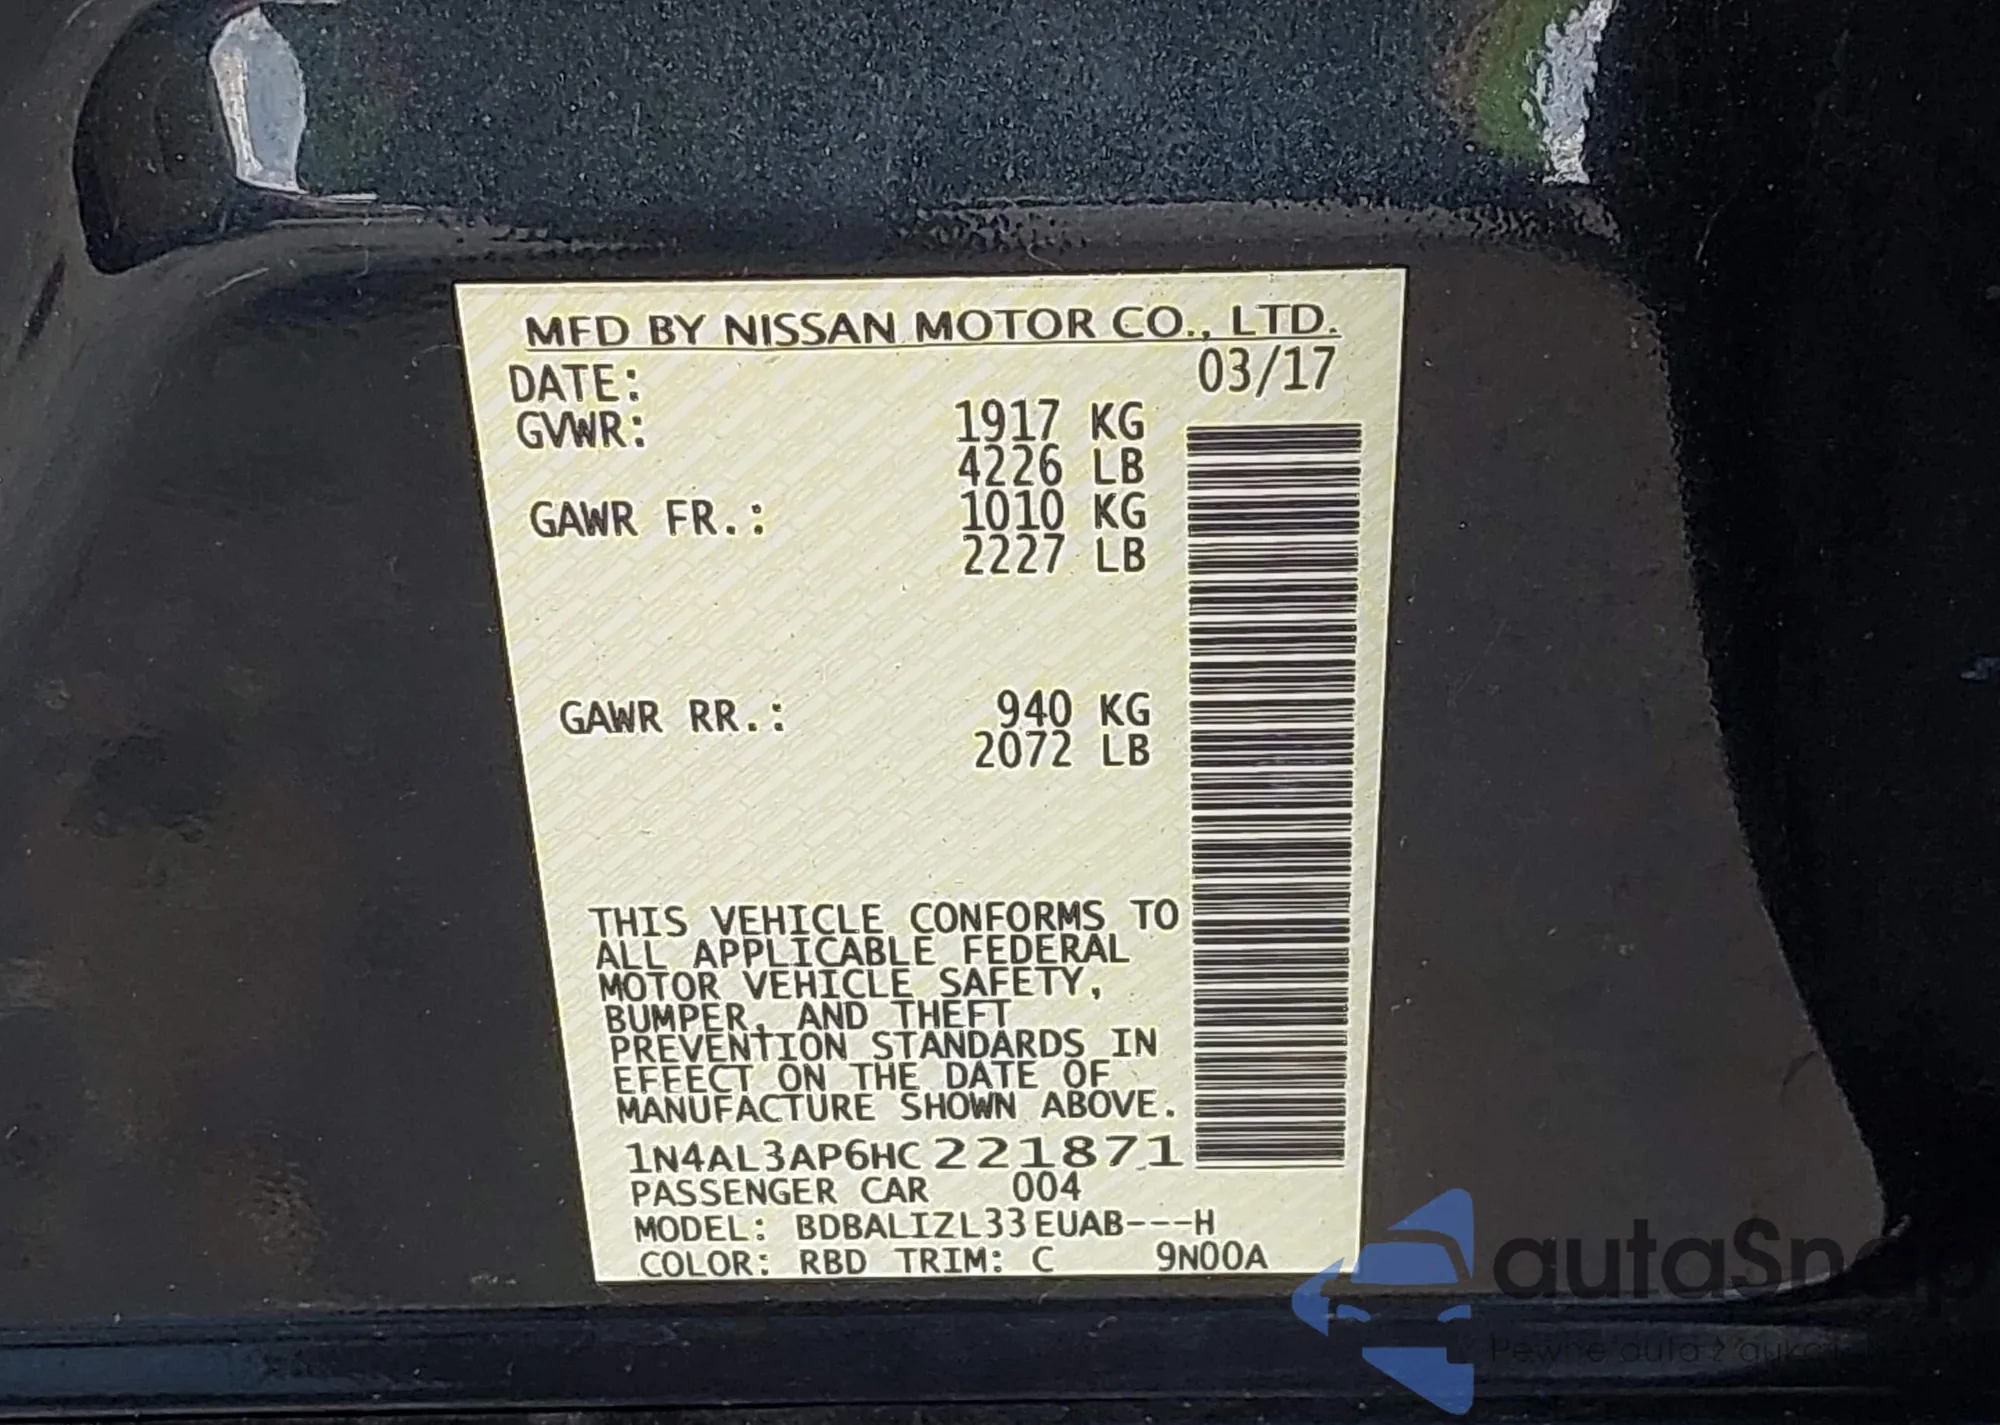 MFD BY NISSAN MOTOR CO., LTD.
DATE: 03/17
GVWR: 1917 KG
4226 LB
GAWR FR.: 1010 KG
2227 LB
GAWR RR.: 940 KG
2072 LB
THIS VEHICLE CONFORMS TO
ALL APPLICABLE FEDERAL
MOTOR VEHICLE SAFETY,
BUMPER, AND THEFT
PREVENTION STANDARDS IN
EFFECT ON THE DATE OF
MANUFACTURE SHOWN ABOVE.
1N4AL3AP6HC221871
PASSENGER CAR 004
MODEL: BDBALIZL33EUAB---H
COLOR: RBD TRIM: C 9N00A
autaSnap
Pewne auta z